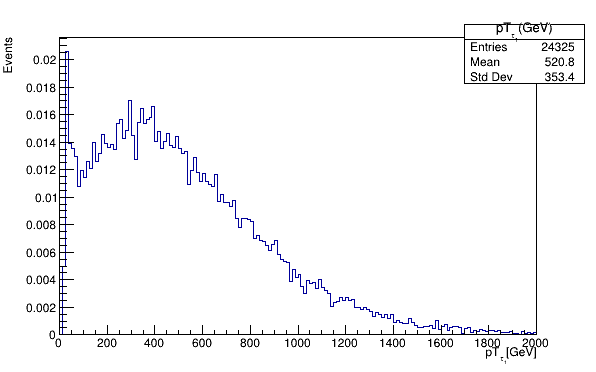 pT_τ₁ (GeV)
Entries 24325
Mean 520.8
Std Dev 353.4
Events
0.02
0.018
0.016
0.014
0.012
0.01
0.008
0.006
0.004
0.002
0
0 200 400 600 800 1000 1200 1400 1600 1800 2000
pT_τ₁ [GeV]